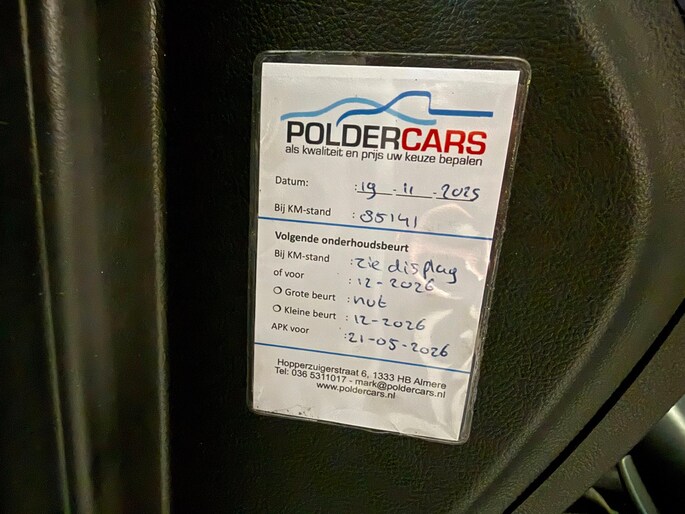 POLDERCARS
als kwaliteit en prijs uw keuze bepalen
Datum: :19 - 11 - 2025
Bij KM-stand :85141
Volgende onderhoudsbeurt
Bij KM-stand :zie display
of voor :12-2026
O Grote beurt :nvt
O Kleine beurt :12-2026
APK voor :21-05-2026
Hopperzuigerstraat 6, 1333 HB Almere
Tel: 036 5311017 - mark@poldercars.nl
www.poldercars.nl